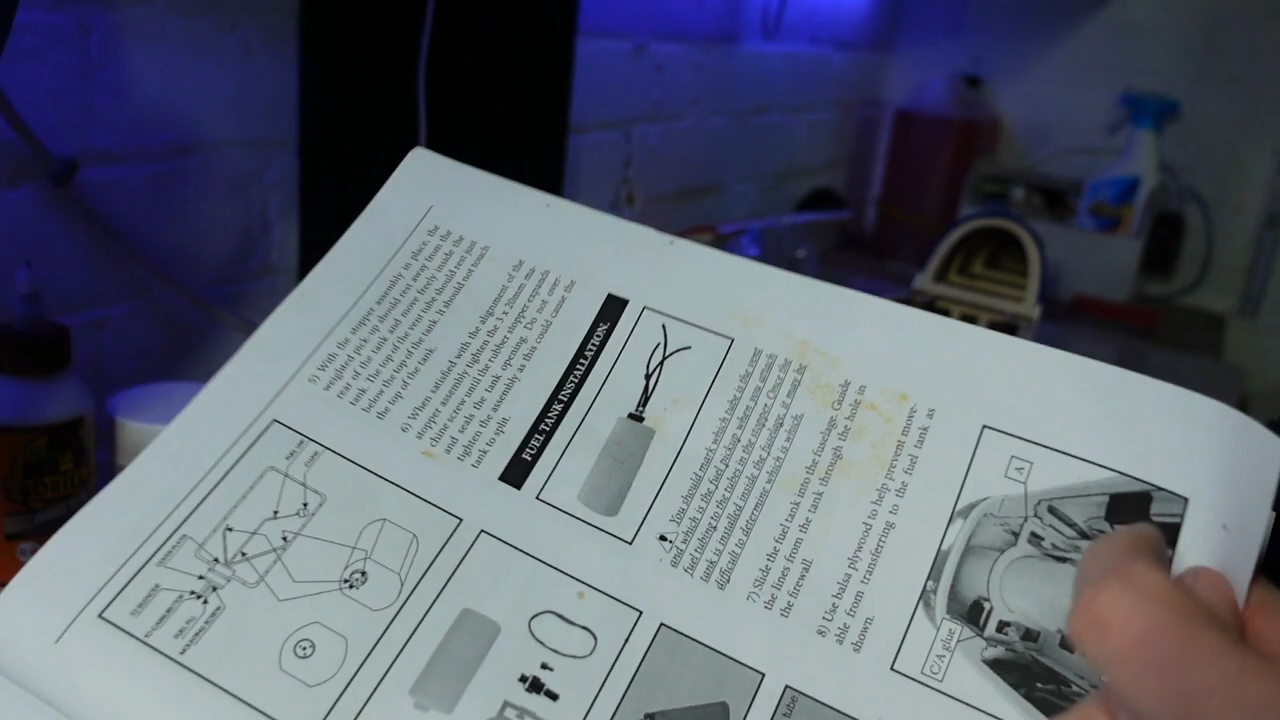 5) With the stopper assembly in place, the
weighted pick-up should rest away from the
rear of the tank and move freely inside the
tank. The top of the vent tube should rest just
below the top of the tank. It should not touch
the top of the tank.
6) When satisfied with the alignment of the
stopper assembly tighten the 3 x 20mm ma-
chine screw until the rubber stopper expands
and seals the tank opening. Do not over-
tighten the assembly as this could cause the
tank to split.
FUEL TANK INSTALLATION.
You should mark which tube is the vent
and which is the fuel pickup when you attach
fuel tubing to the tubes in the stopper. Once the
tank is installed inside the fuselage, it may be
difficult to determine which is which.
7) Slide the fuel tank into the fuselage. Guide
the lines from the tank through the hole in
the firewall.
8) Use balsa plywood to help prevent move-
able from transferring to the fuel tank as
shown.
A
C/A glue.
tube
FUEL FILL
MOUNTING SCREW
GORILLA